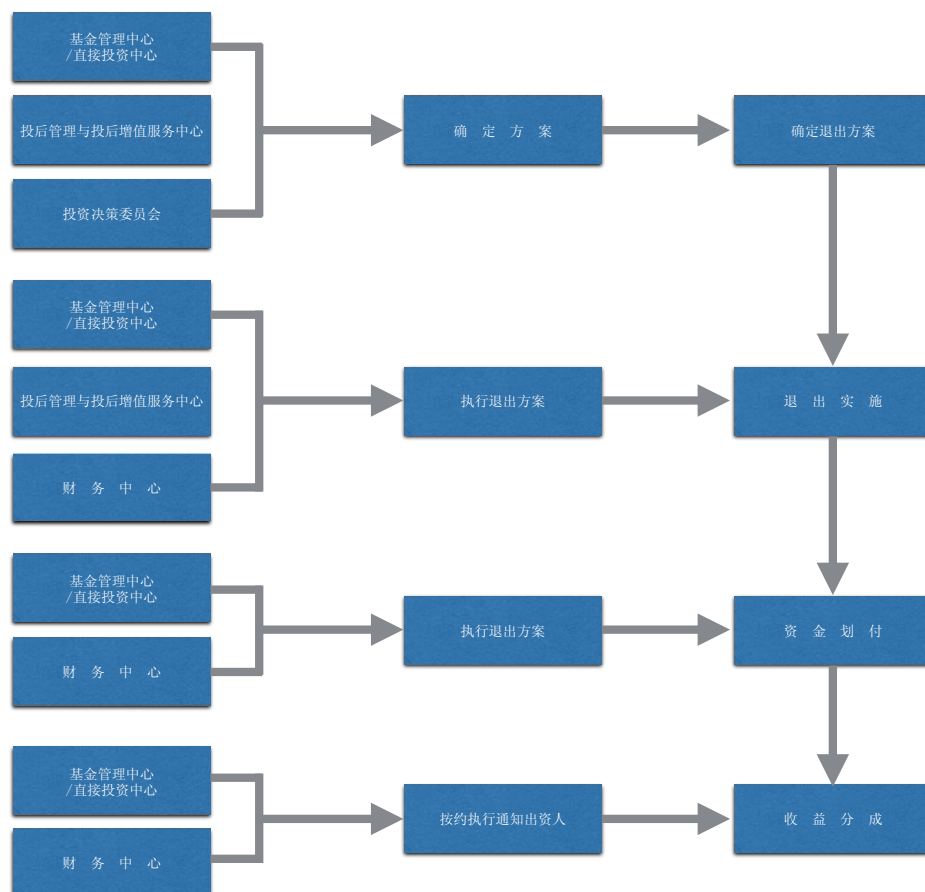 基金管理中心
/直接投资中心
投后管理与投后增值服务中心
投资决策委员会
确 定 方 案
确定退出方案
基金管理中心
/直接投资中心
投后管理与投后增值服务中心
财 务 中 心
执行退出方案
退 出 实 施
基金管理中心
/直接投资中心
财 务 中 心
执行退出方案
资 金 划 付
基金管理中心
/直接投资中心
财 务 中 心
按约执行通知出资人
收 益 分 成